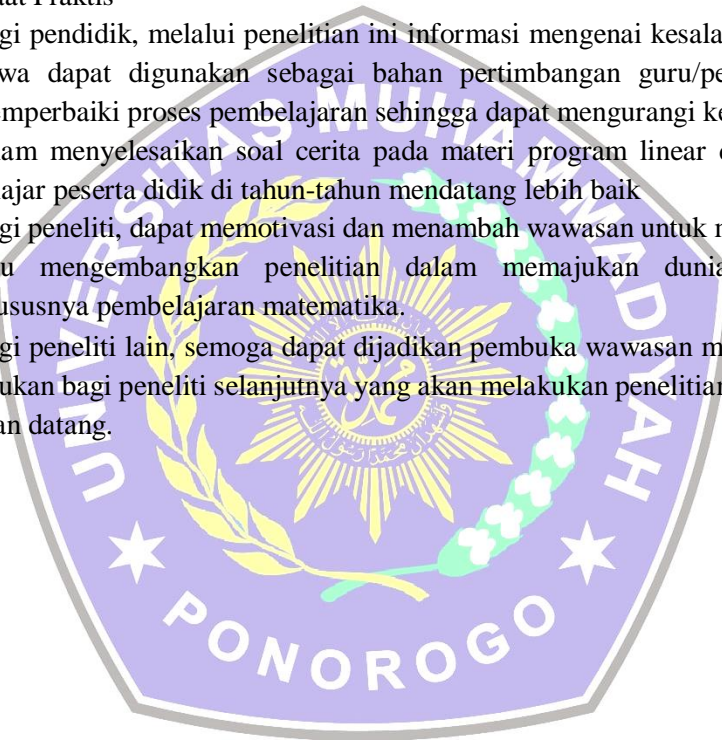 at Praktis
gi pendidik, melalui penelitian ini informasi mengenai kesala
wa dapat digunakan sebagai bahan pertimbangan guru/pe
emperbaiki proses pembelajaran sehingga dapat mengurangi ke
lam menyelesaikan soal cerita pada materi program linear
ajar peserta didik di tahun-tahun mendatang lebih baik
gi peneliti, dapat memotivasi dan menambah wawasan untuk
u mengembangkan penelitian dalam memajukan dunia
ususnya pembelajaran matematika.
gi peneliti lain, semoga dapat dijadikan pembuka wawasan m
ukan bagi peneliti selanjutnya yang akan melakukan penelitian
an datang.
UNIVERSITAS MUHAMMADIYAH
PONOROGO